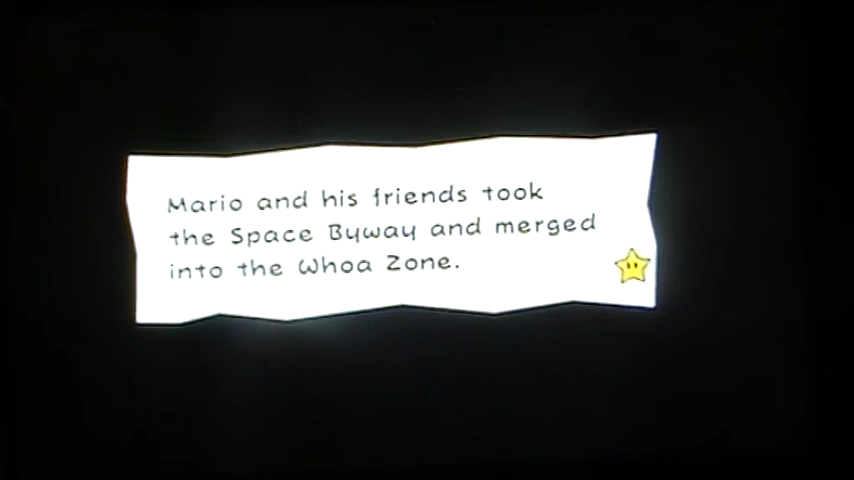 Mario and his friends took
the Space Byway and merged
into the Whoa Zone.